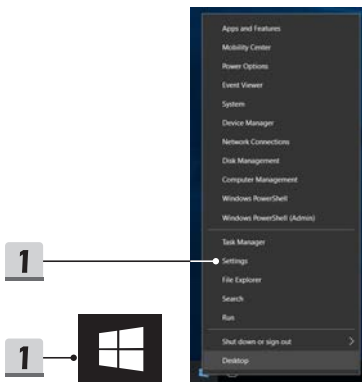 Apps and Features
Mobility Center
Power Options
Event Viewer
System
Device Manager
Network Connections
Disk Management
Computer Management
Windows PowerShell
Windows PowerShell (Admin)
Task Manager
1
Settings
File Explorer
Search
Run
Shut down or sign out
1
Desktop